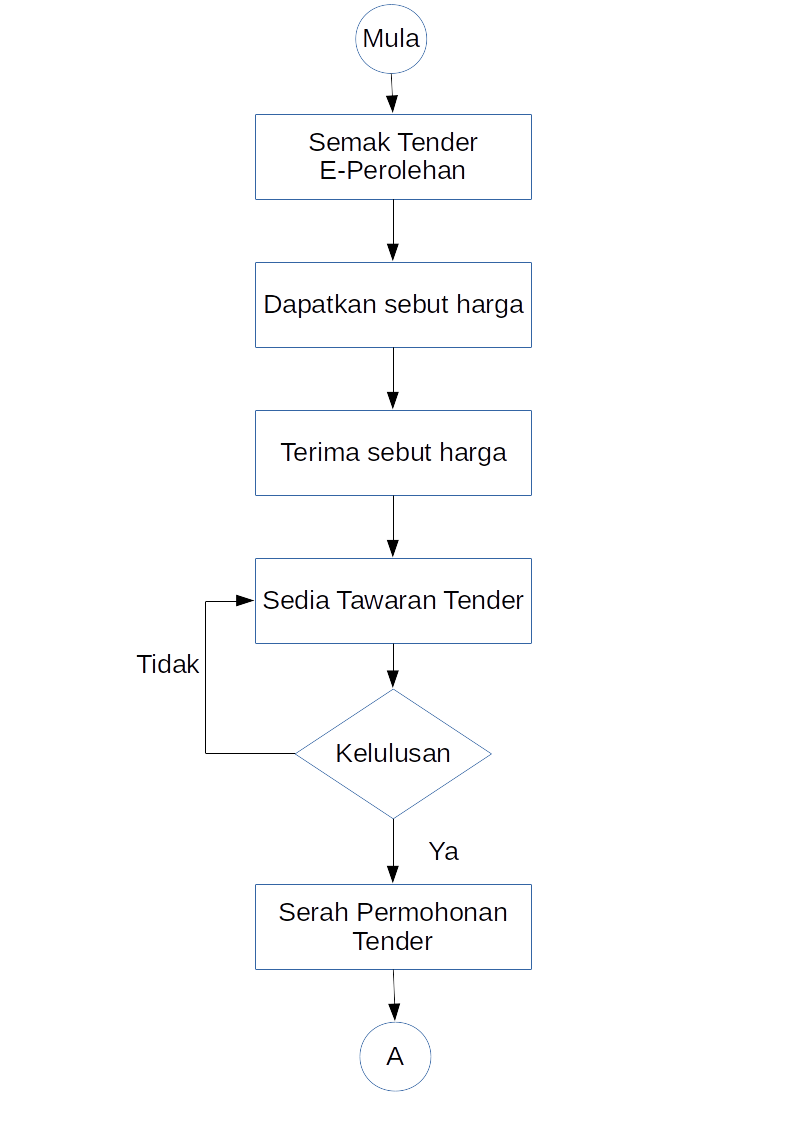 Mula
Semak Tender
E-Perolehan
Dapatkan sebut harga
Terima sebut harga
Sedia Tawaran Tender
Tidak
Kelulusan
Ya
Serah Permohonan
Tender
A